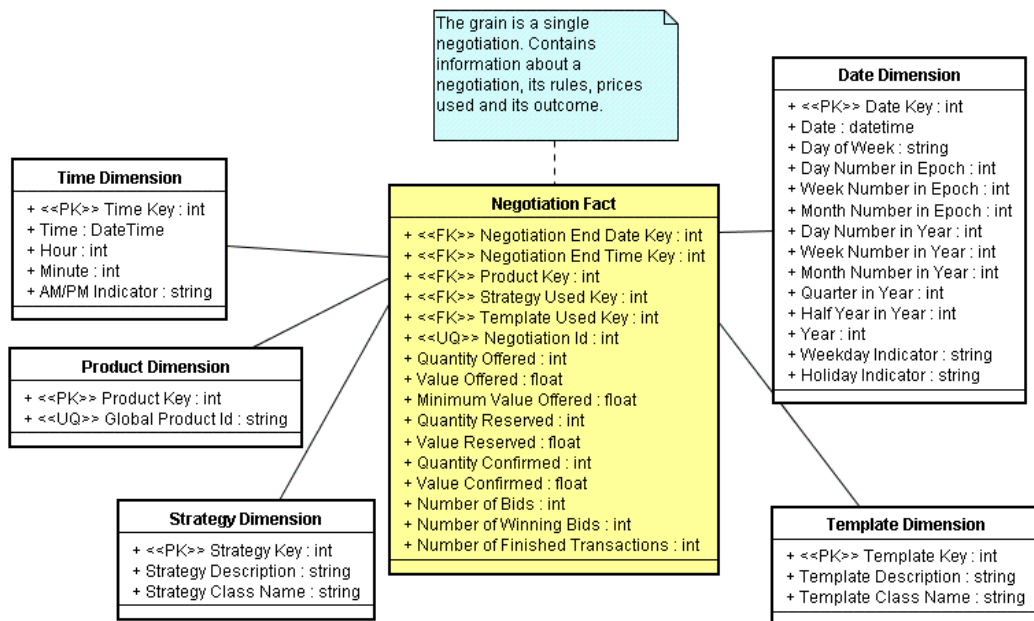 The grain is a single
negotiation. Contains
information about a
negotiation, its rules, prices
used and its outcome.
Date Dimension
+ <<PK>> Date Key : int
+ Date : datetime
+ Day of Week : string
+ Day Number in Epoch : int
+ Week Number in Epoch : int
+ Month Number in Epoch : int
+ Day Number in Year : int
+ Week Number in Year : int
+ Month Number in Year : int
+ Quarter in Year : int
+ Half Year in Year : int
+ Year : int
+ Weekday Indicator : string
+ Holiday Indicator : string
Time Dimension
+ <<PK>> Time Key : int
+ Time : DateTime
+ Hour : int
+ Minute : int
+ AM/PM Indicator : string
Negotiation Fact
+ <<FK>> Negotiation End Date Key : int
+ <<FK>> Negotiation End Time Key : int
+ <<FK>> Product Key : int
+ <<FK>> Strategy Used Key : int
+ <<FK>> Template Used Key : int
+ <<UQ>> Negotiation Id : int
+ Quantity Offered : int
+ Value Offered : float
+ Minimum Value Offered : float
+ Quantity Reserved : int
+ Value Reserved : float
+ Quantity Confirmed : int
+ Value Confirmed : float
+ Number of Bids : int
+ Number of Winning Bids : int
+ Number of Finished Transactions : int
Product Dimension
+ <<PK>> Product Key : int
+ <<UQ>> Global Product Id : string
Strategy Dimension
+ <<PK>> Strategy Key : int
+ Strategy Description : string
+ Strategy Class Name : string
Template Dimension
+ <<PK>> Template Key : int
+ Template Description : string
+ Template Class Name : string